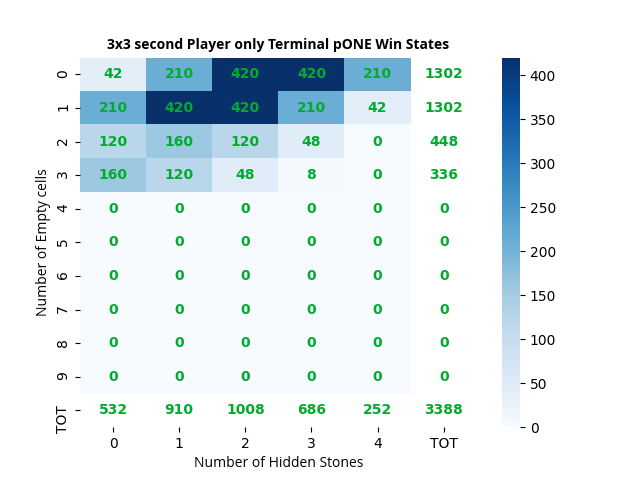 3x3 second Player only Terminal pONE Win States
0 42 210 420 420 210 1302
1 210 420 420 210 42 1302
2 120 160 120 48 0 448
3 160 120 48 8 0 336
4 0 0 0 0 0 0
5 0 0 0 0 0 0
6 0 0 0 0 0 0
7 0 0 0 0 0 0
8 0 0 0 0 0 0
9 0 0 0 0 0 0
TOT 532 910 1008 686 252 3388
0 1 2 3 4 TOT
Number of Hidden Stones
Number of Empty cells
400
350
300
250
200
150
100
50
0